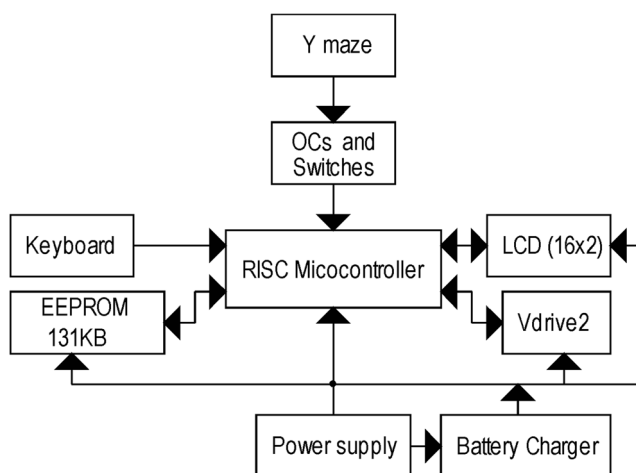 Y maze
OCs and
Switches
Keyboard
RISC Micocontroller
LCD (16x2)
EEPROM
131KB
Vdrive2
Power supply
Battery Charger